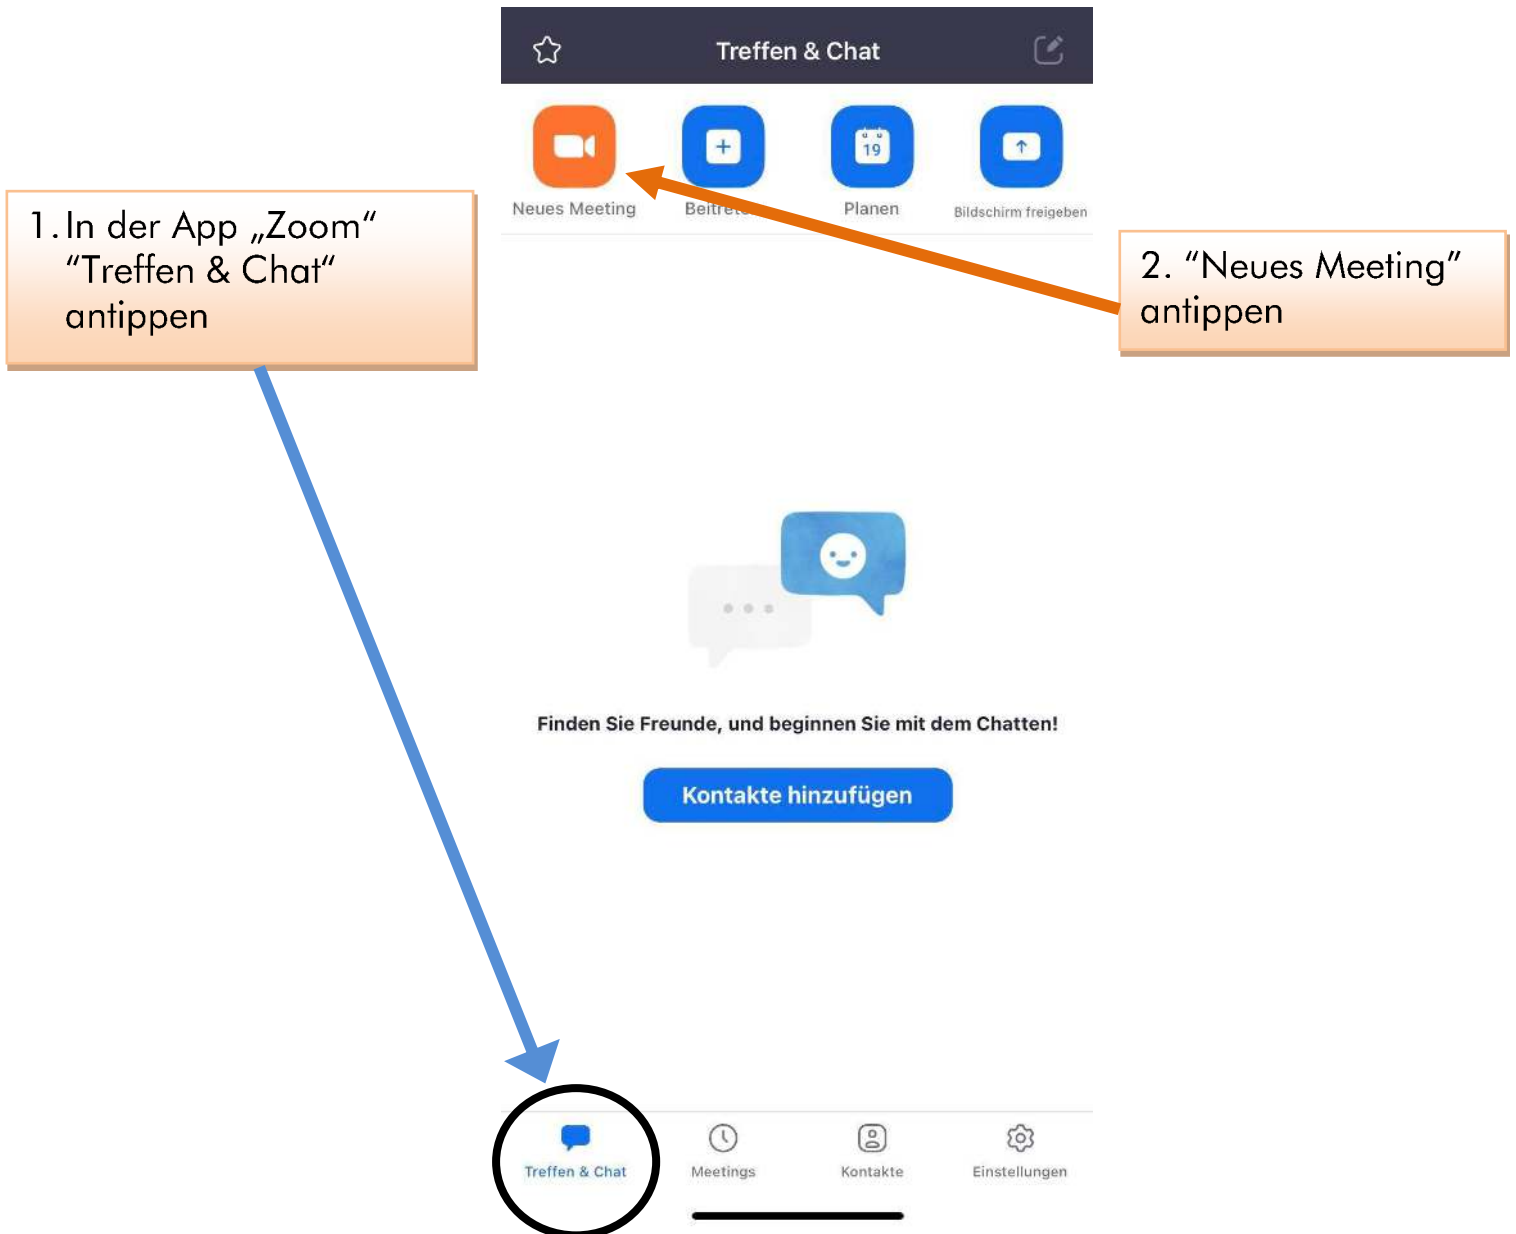 Treffen & Chat
19
Neues Meeting
Planen
Bildschirm freigeben
1. In der App „Zoom“
“Treffen & Chat“
antippen
2. “Neues Meeting”
antippen
Finden Sie Freunde, und beginnen Sie mit dem Chatten!
Kontakte hinzufügen
Treffen & Chat
Meetings
Kontakte
Einstellungen